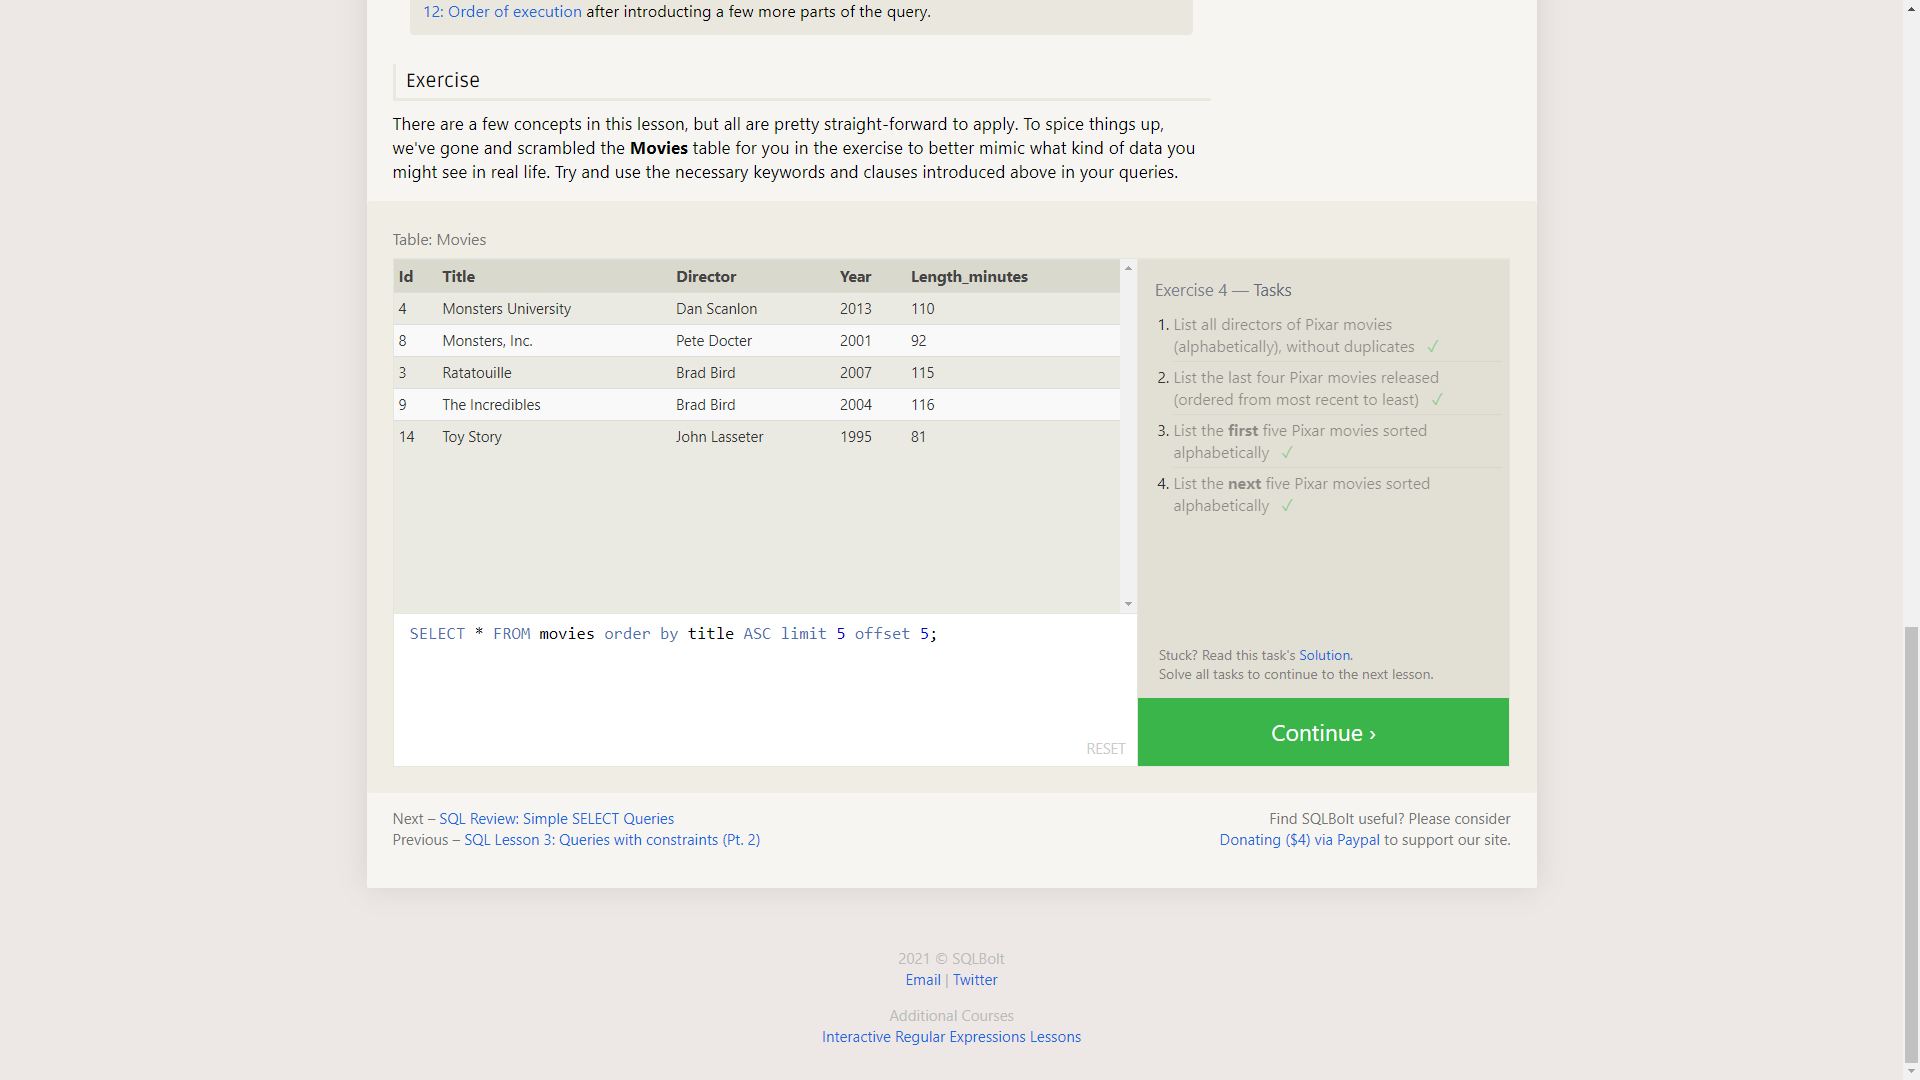 12: Order of execution after introducting a few more parts of the query.
Exercise
There are a few concepts in this lesson, but all are pretty straight-forward to apply. To spice things up,
we've gone and scrambled the Movies table for you in the exercise to better mimic what kind of data you
might see in real life. Try and use the necessary keywords and clauses introduced above in your queries.
Table: Movies
Id Title Director Year Length_minutes
4 Monsters University Dan Scanlon 2013 110
8 Monsters, Inc. Pete Docter 2001 92
3 Ratatouille Brad Bird 2007 115
9 The Incredibles Brad Bird 2004 116
14 Toy Story John Lasseter 1995 81
SELECT * FROM movies order by title ASC limit 5 offset 5;
RESET
Exercise 4 — Tasks
1. List all directors of Pixar movies
(alphabetically), without duplicates ✓
2. List the last four Pixar movies released
(ordered from most recent to least) ✓
3. List the first five Pixar movies sorted
alphabetically ✓
4. List the next five Pixar movies sorted
alphabetically ✓
Stuck? Read this task's Solution.
Solve all tasks to continue to the next lesson.
Continue ›
Next – SQL Review: Simple SELECT Queries
Previous – SQL Lesson 3: Queries with constraints (Pt. 2)
Find SQLBolt useful? Please consider
Donating ($4) via Paypal to support our site.
2021 © SQLBolt
Email | Twitter
Additional Courses
Interactive Regular Expressions Lessons